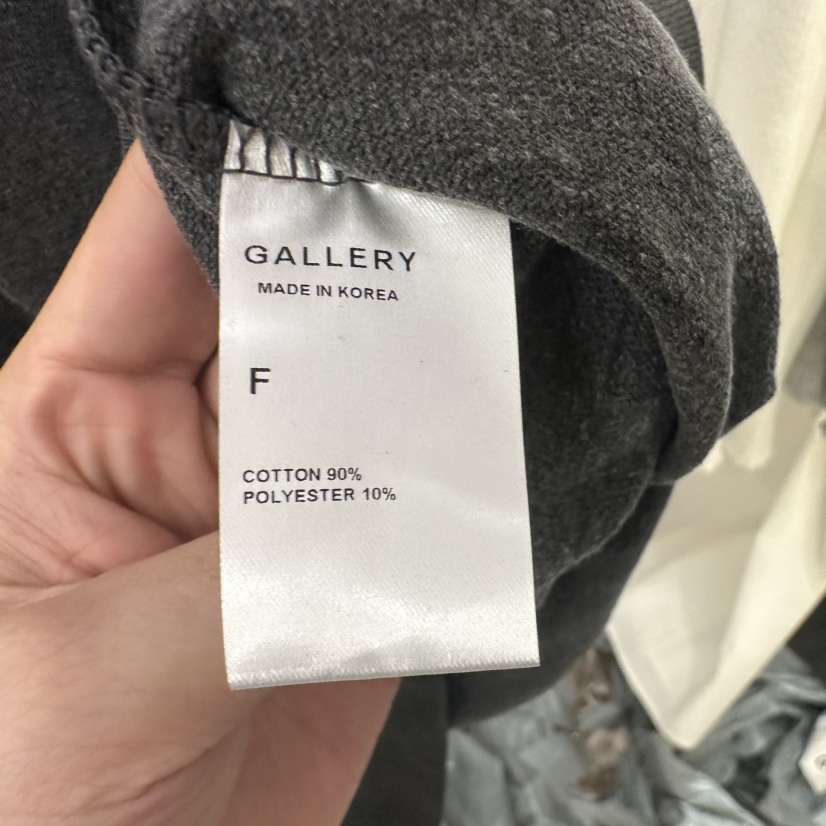 GALLERY
MADE IN KOREA
F
COTTON 90%
POLYESTER 10%